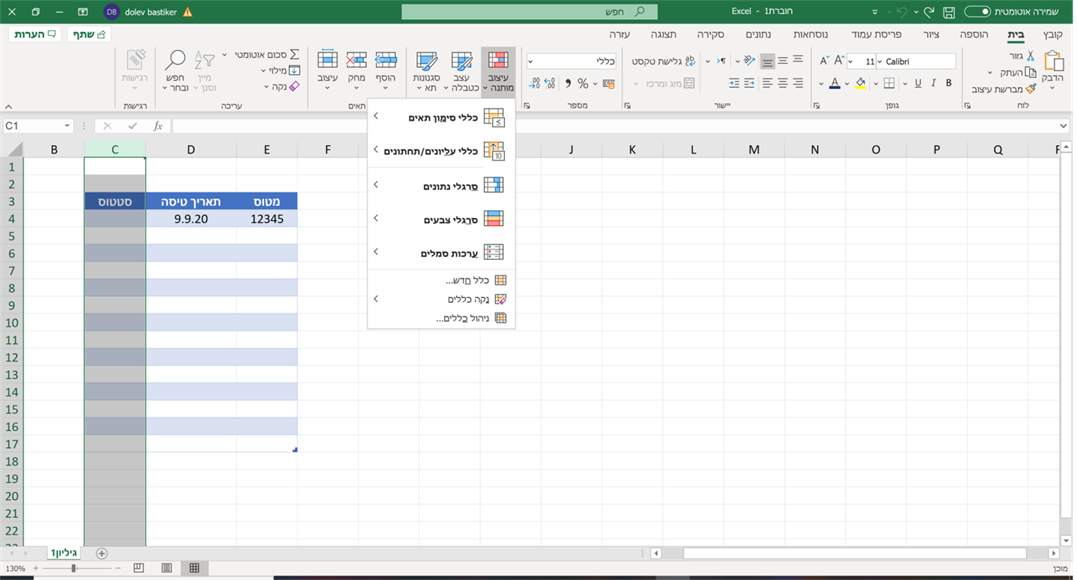 שמירה אוטומטית
חוברת1 - Excel
חפש
dolev bastiker
DB
קובץ בית הוספה ציור פריסת עמוד נוסחאות נתונים סקירה תצוגה עזרה
שתף
הערות
הדבק
גזור
העתק
מברשת עיצוב
לוח
Calibri
11
B I U
גופן
גלישת טקסט
מזג ומרכז
יישור
כללי
מספר
עיצוב מותנה
עצב כטבלה
סגנונות תא
הוסף
מחק
עיצוב
תאים
סכום אוטומטי
מילוי
נקה
מיין וסנן
חפש ובחר
עריכה
רגישות
רגישות
כללי סימון תאים
כללי עליונים/תחתונים
סרגלי נתונים
סרגלי צבעים
ערכות סמלים
כלל חדש...
נקה כללים
ניהול כללים...
C1
fx
B C D E F J K L M N O P Q R
1
2
3 סטטוס תאריך טיסה מטוס
4 9.9.20 12345
5
6
7
8
9
10
11
12
13
14
15
16
17
18
19
20
21
22
גיליון1
מוכן
130%